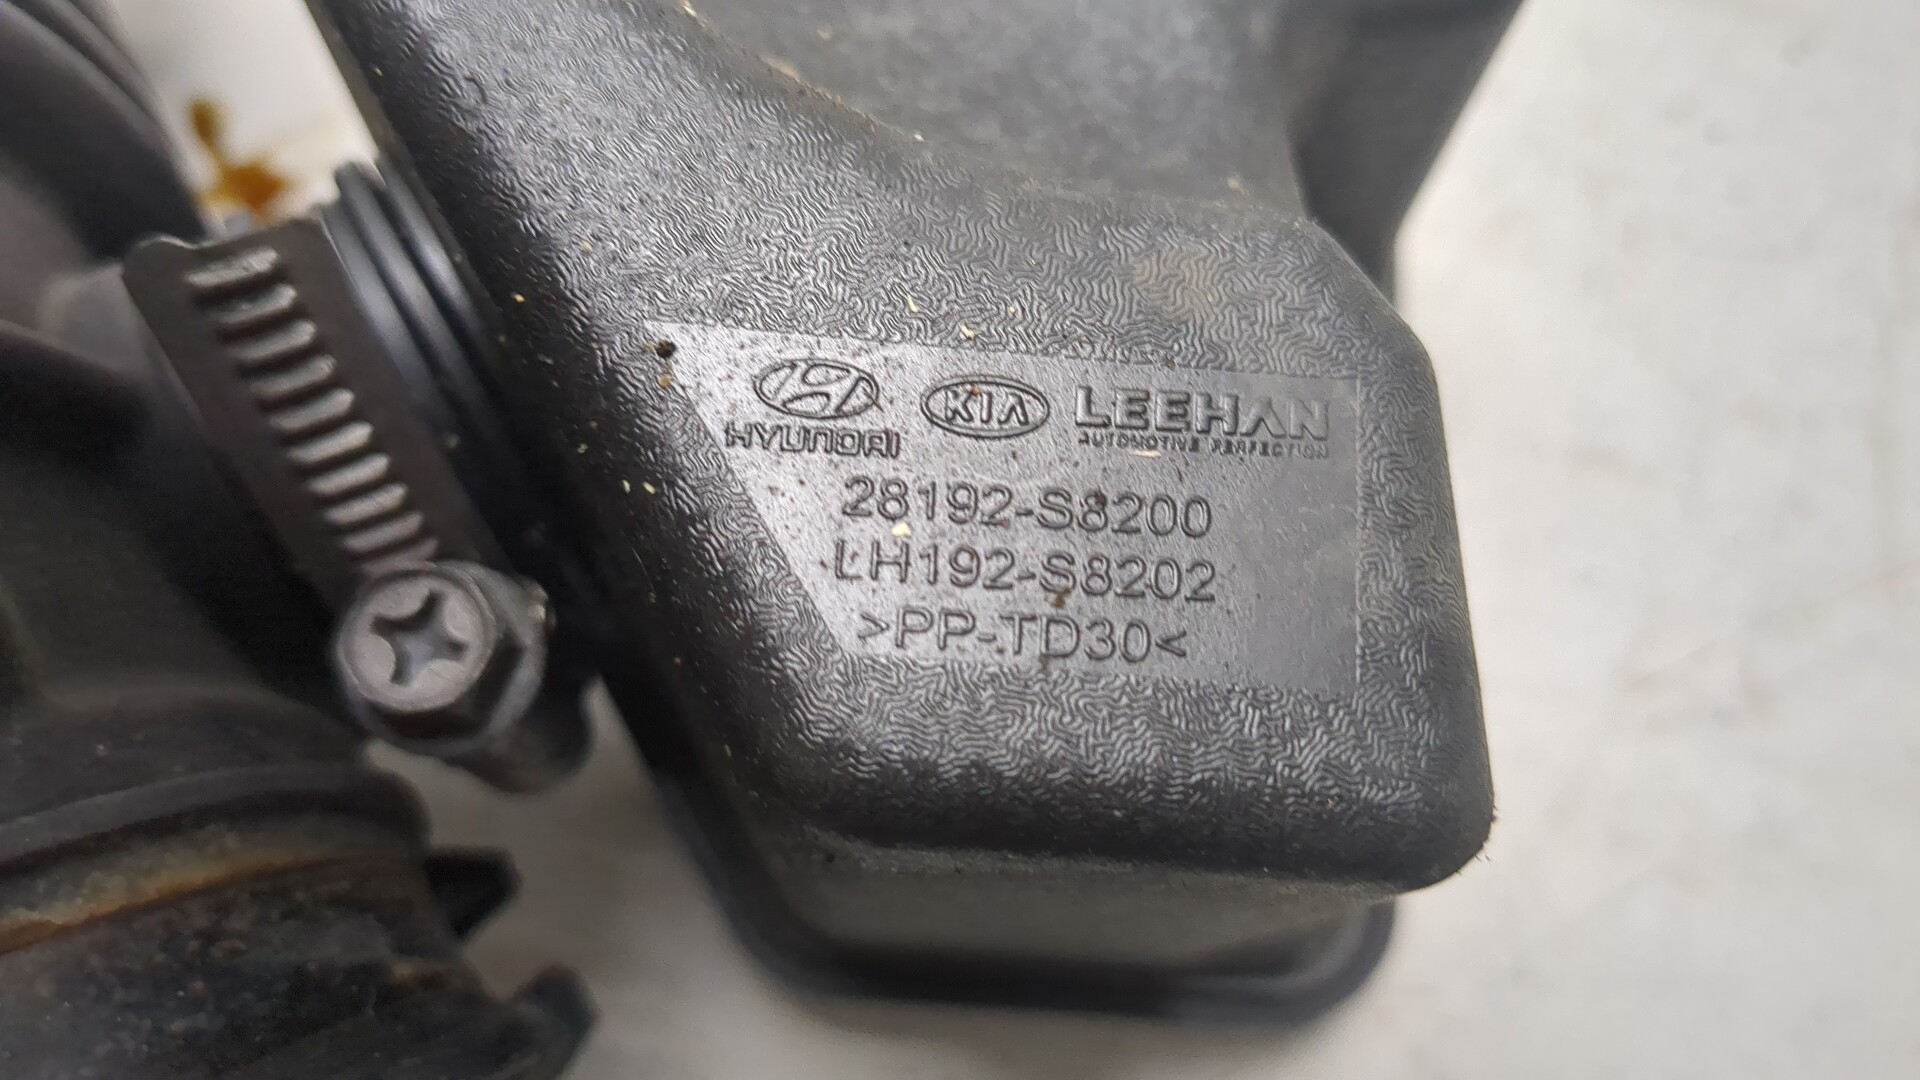 HYUNDAI KIA LEEHAN
AUTOMOTIVE PERFECTION
28192-S8200
LH192-S8202
>PP-TD30<